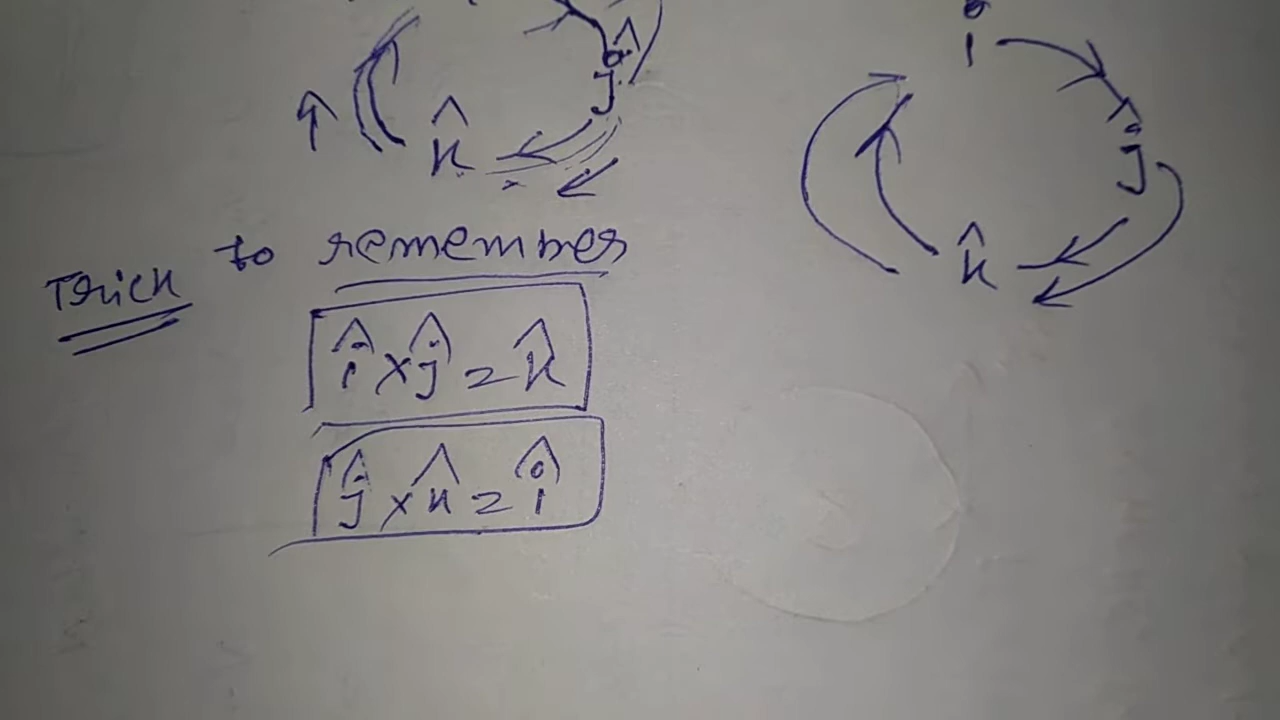 ĵ
k̂
i
ĵ
k̂
Trick to remember
î × ĵ = k̂
ĵ × k̂ = î